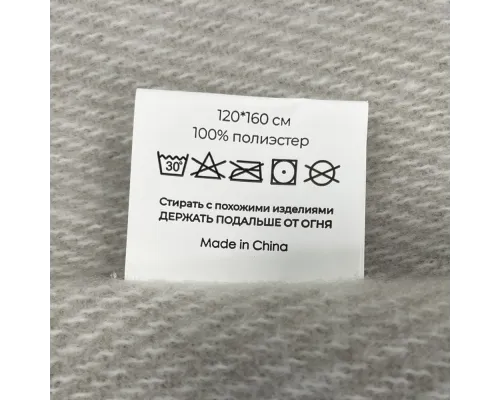 120*160 см
100% полиэстер
30°
Стирать с похожими изделиями
ДЕРЖАТЬ ПОДАЛЬШЕ ОТ ОГНЯ
Made in China